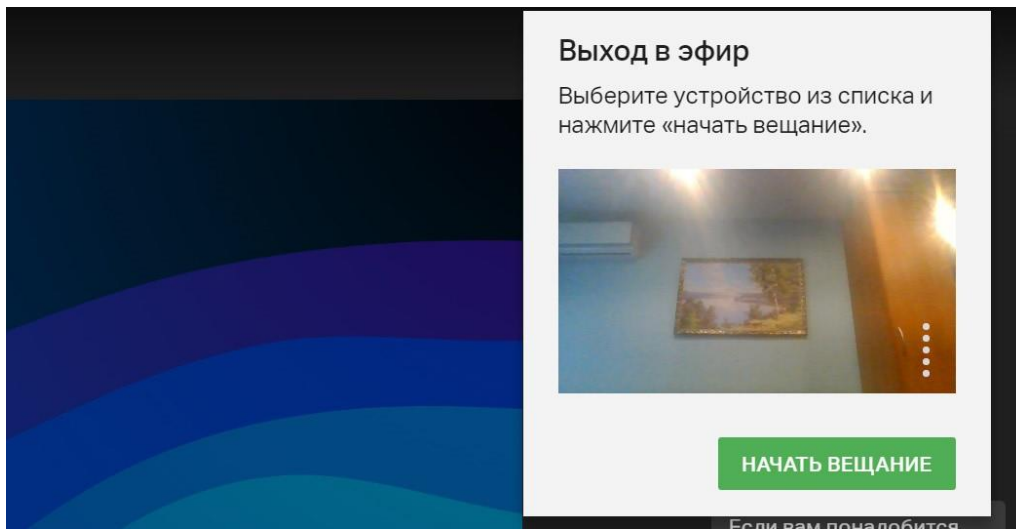 Выход в эфир
Выберите устройство из списка и
нажмите «начать вещание».
НАЧАТЬ ВЕЩАНИЕ
Если вам понадобится